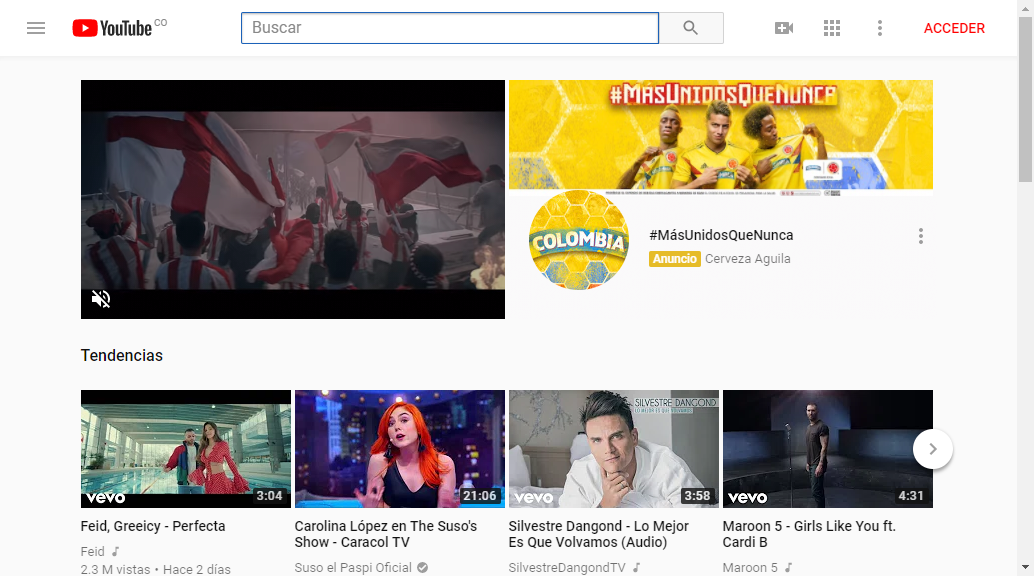 YouTube CO
Buscar
ACCEDER
#MÁSUNIDOSQUENUNCA
COLOMBIA
#MásUnidosQueNunca
Anuncio Cerveza Aguila
Tendencias
vevo 3:04
21:06
SILVESTRE DANGOND
LO MEJOR ES QUE VOLVAMOS
vevo 3:58
vevo 4:31
Feid, Greeicy - Perfecta
Feid
2.3 M vistas • Hace 2 días
Carolina López en The Suso's
Show - Caracol TV
Suso el Paspi Oficial
Silvestre Dangond - Lo Mejor
Es Que Volvamos (Audio)
SilvestreDangondTV
Maroon 5 - Girls Like You ft.
Cardi B
Maroon 5